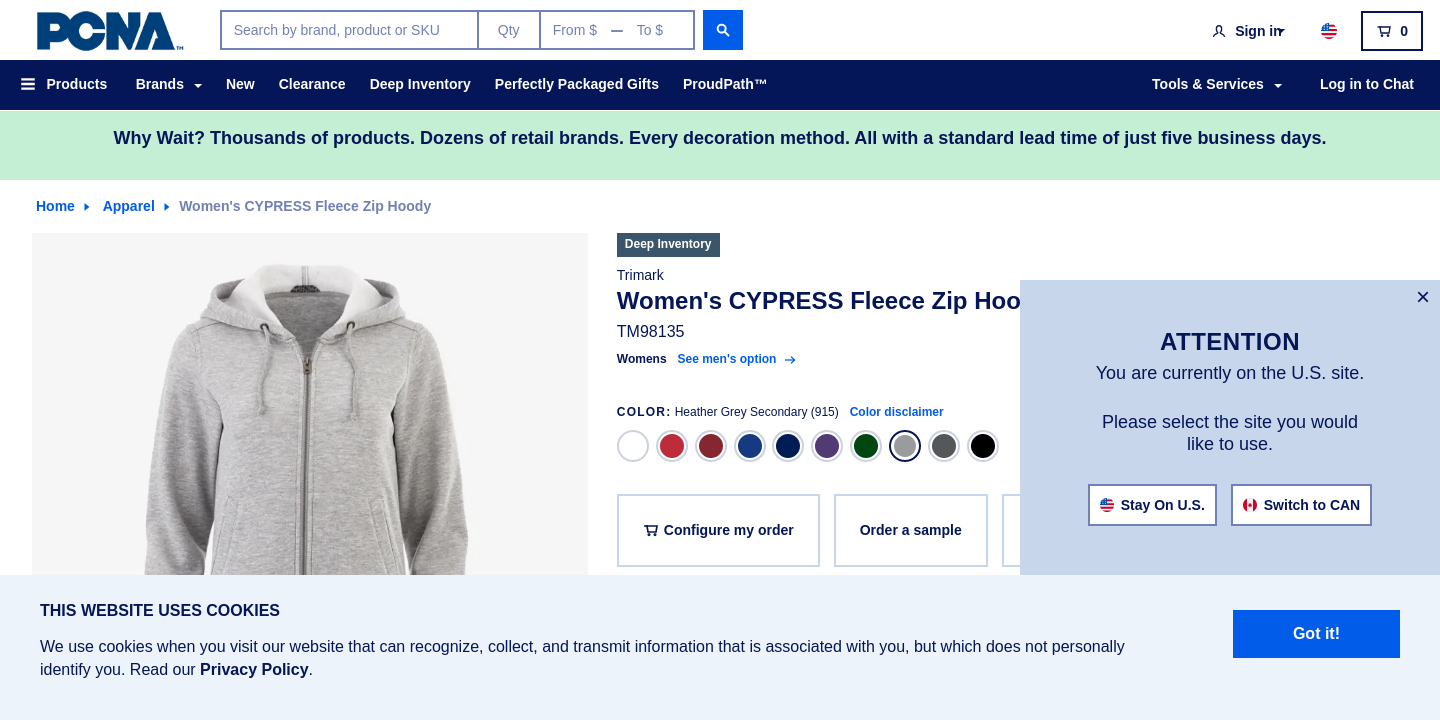 PCNA™
Search by brand, product or SKU
Qty
From $ — To $
Sign in
0
Products
Brands
New
Clearance
Deep Inventory
Perfectly Packaged Gifts
ProudPath™
Tools & Services
Log in to Chat
Why Wait? Thousands of products. Dozens of retail brands. Every decoration method. All with a standard lead time of just five business days.
Home
Apparel
Women's CYPRESS Fleece Zip Hoody
Deep Inventory
Trimark
Women's CYPRESS Fleece Zip Hoo
TM98135
Womens See men's option
COLOR: Heather Grey Secondary (915) Color disclaimer
Configure my order
Order a sample
ATTENTION
You are currently on the U.S. site.
Please select the site you would
like to use.
Stay On U.S.
Switch to CAN
THIS WEBSITE USES COOKIES
We use cookies when you visit our website that can recognize, collect, and transmit information that is associated with you, but which does not personally
identify you. Read our Privacy Policy.
Got it!